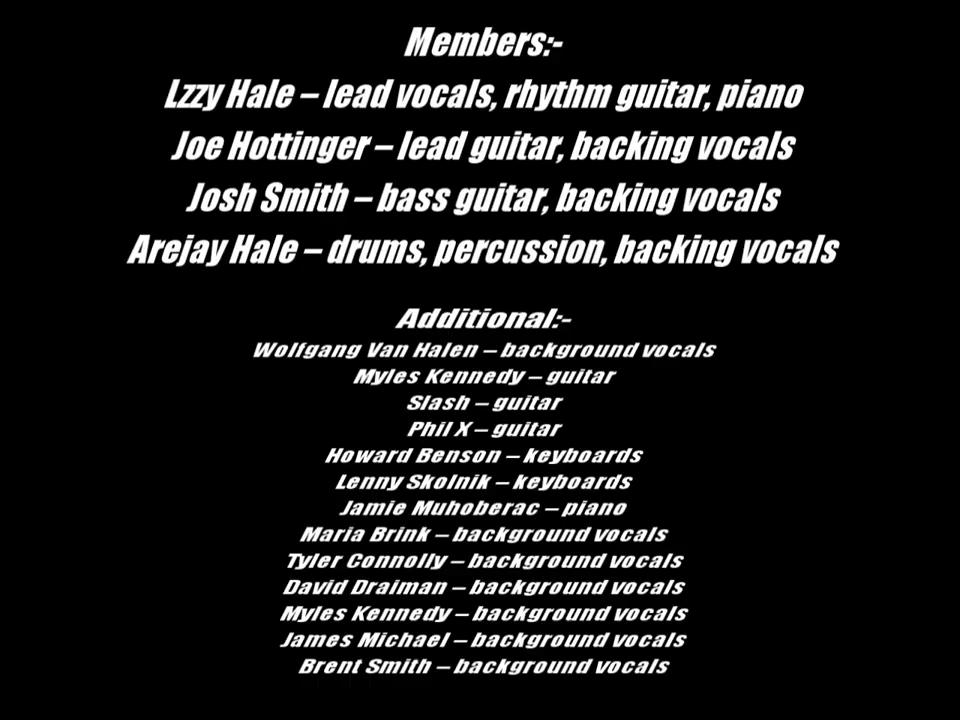 Members:-
Lzzy Hale – lead vocals, rhythm guitar, piano
Joe Hottinger – lead guitar, backing vocals
Josh Smith – bass guitar, backing vocals
Arejay Hale – drums, percussion, backing vocals
Additional:-
Wolfgang Van Halen – background vocals
Myles Kennedy – guitar
Slash – guitar
Phil X – guitar
Howard Benson – keyboards
Lenny Skolnik – keyboards
Jamie Muhoberac – piano
Maria Brink – background vocals
Tyler Connolly – background vocals
David Draiman – background vocals
Myles Kennedy – background vocals
James Michael – background vocals
Brent Smith – background vocals